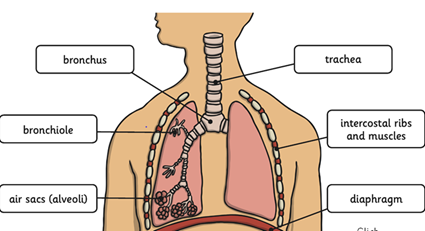 bronchus
trachea
bronchiole
intercostal ribs
and muscles
air sacs (alveoli)
diaphragm